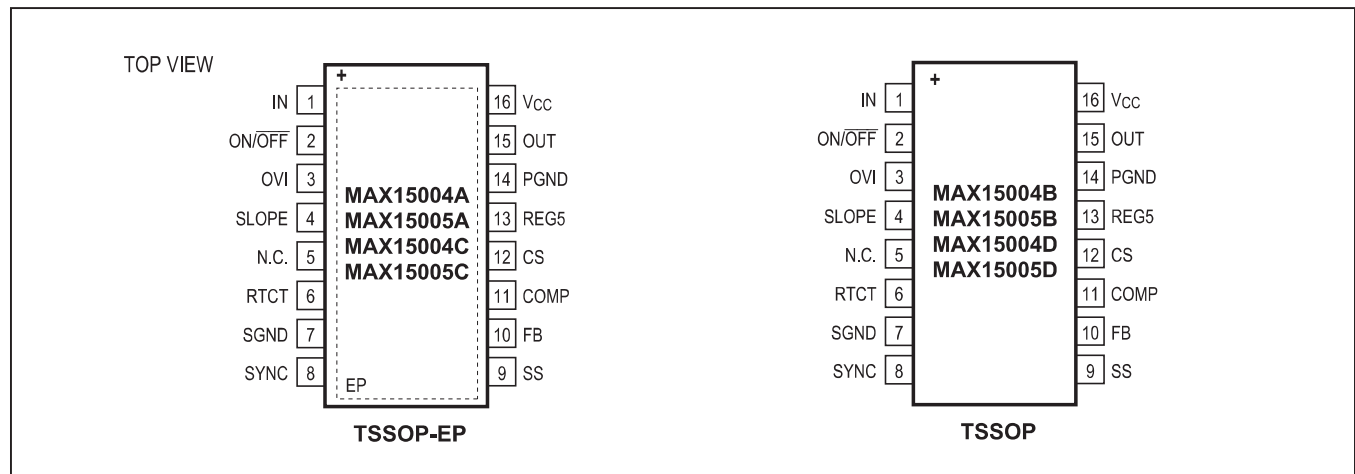 TOP VIEW
+
IN 1
ON/OFF 2
OVI 3
SLOPE 4
N.C. 5
RTCT 6
SGND 7
SYNC 8
MAX15004A
MAX15005A
MAX15004C
MAX15005C
EP
16 VCC
15 OUT
14 PGND
13 REG5
12 CS
11 COMP
10 FB
9 SS
TSSOP-EP
+
IN 1
ON/OFF 2
OVI 3
SLOPE 4
N.C. 5
RTCT 6
SGND 7
SYNC 8
MAX15004B
MAX15005B
MAX15004D
MAX15005D
16 VCC
15 OUT
14 PGND
13 REG5
12 CS
11 COMP
10 FB
9 SS
TSSOP